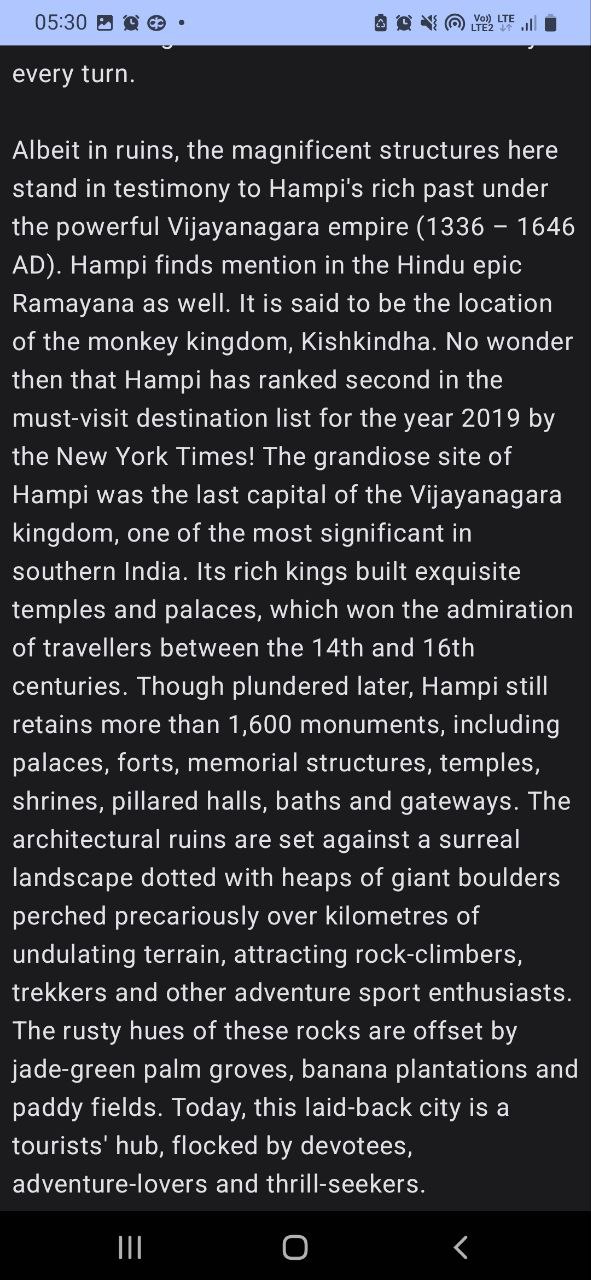 05:30
Vo)) LTE
LTE2
every turn.
Albeit in ruins, the magnificent structures here
stand in testimony to Hampi's rich past under
the powerful Vijayanagara empire (1336 – 1646
AD). Hampi finds mention in the Hindu epic
Ramayana as well. It is said to be the location
of the monkey kingdom, Kishkindha. No wonder
then that Hampi has ranked second in the
must-visit destination list for the year 2019 by
the New York Times! The grandiose site of
Hampi was the last capital of the Vijayanagara
kingdom, one of the most significant in
southern India. Its rich kings built exquisite
temples and palaces, which won the admiration
of travellers between the 14th and 16th
centuries. Though plundered later, Hampi still
retains more than 1,600 monuments, including
palaces, forts, memorial structures, temples,
shrines, pillared halls, baths and gateways. The
architectural ruins are set against a surreal
landscape dotted with heaps of giant boulders
perched precariously over kilometres of
undulating terrain, attracting rock-climbers,
trekkers and other adventure sport enthusiasts.
The rusty hues of these rocks are offset by
jade-green palm groves, banana plantations and
paddy fields. Today, this laid-back city is a
tourists' hub, flocked by devotees,
adventure-lovers and thrill-seekers.